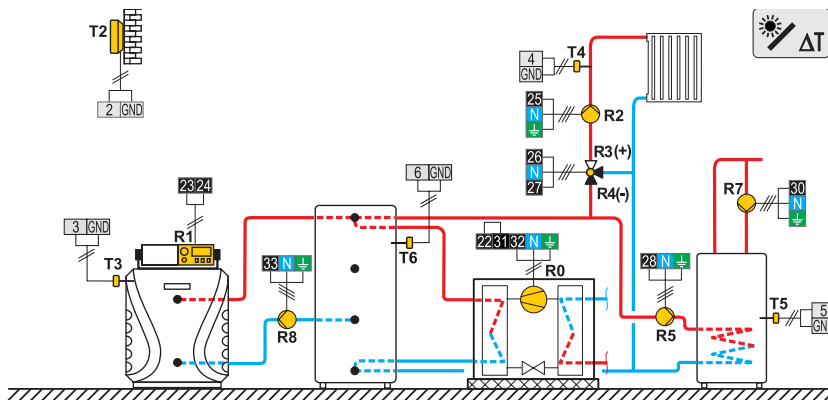 T2
2 GND
4
GND
T4
ΔT
25
N
R2
26
N
27
R3(+)
R4(-)
6 GND
T6
23 24
R1
3 GND
T3
33 N
R8
22 31 32 N
R0
28 N
R5
R7
30
N
T5
5
GN